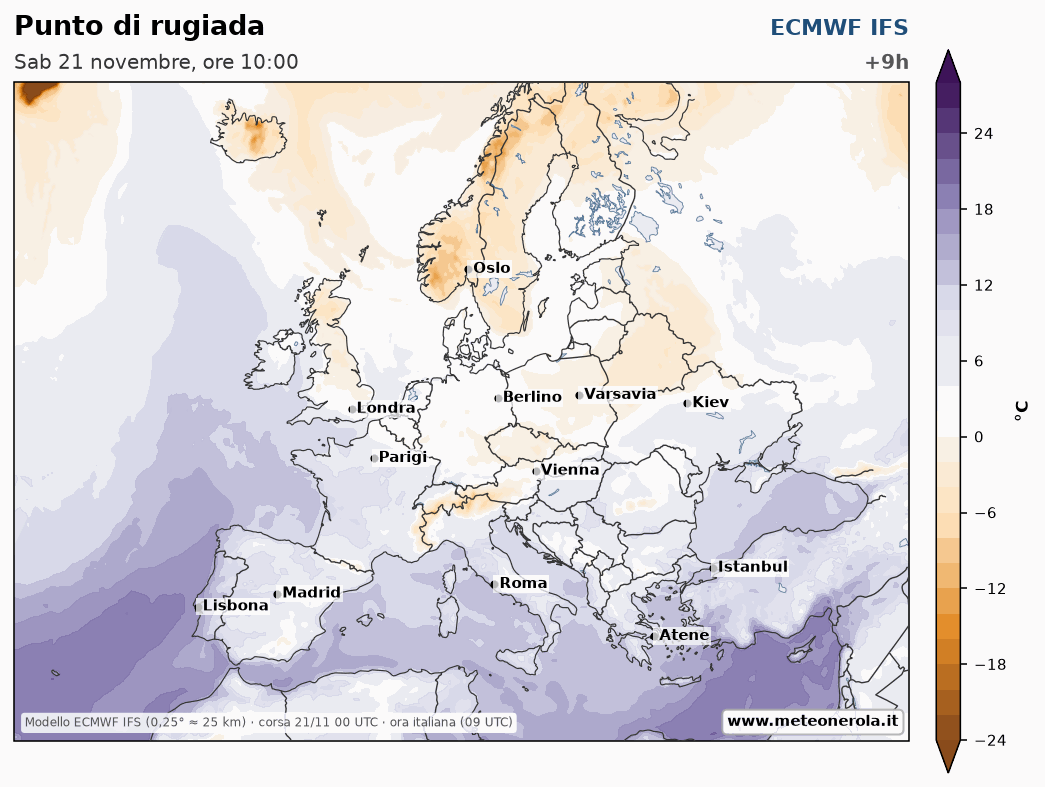 Punto di rugiada
ECMWF IFS
Sab 21 novembre, ore 10:00
+9h
Oslo
Londra
Berlino
Varsavia
Kiev
Parigi
Vienna
Istanbul
Roma
Madrid
Lisbona
Atene
24
18
12
6
0
−6
−12
−18
−24
°C
Modello ECMWF IFS (0,25° ≈ 25 km) · corsa 21/11 00 UTC · ora italiana (09 UTC)
www.meteonerola.it